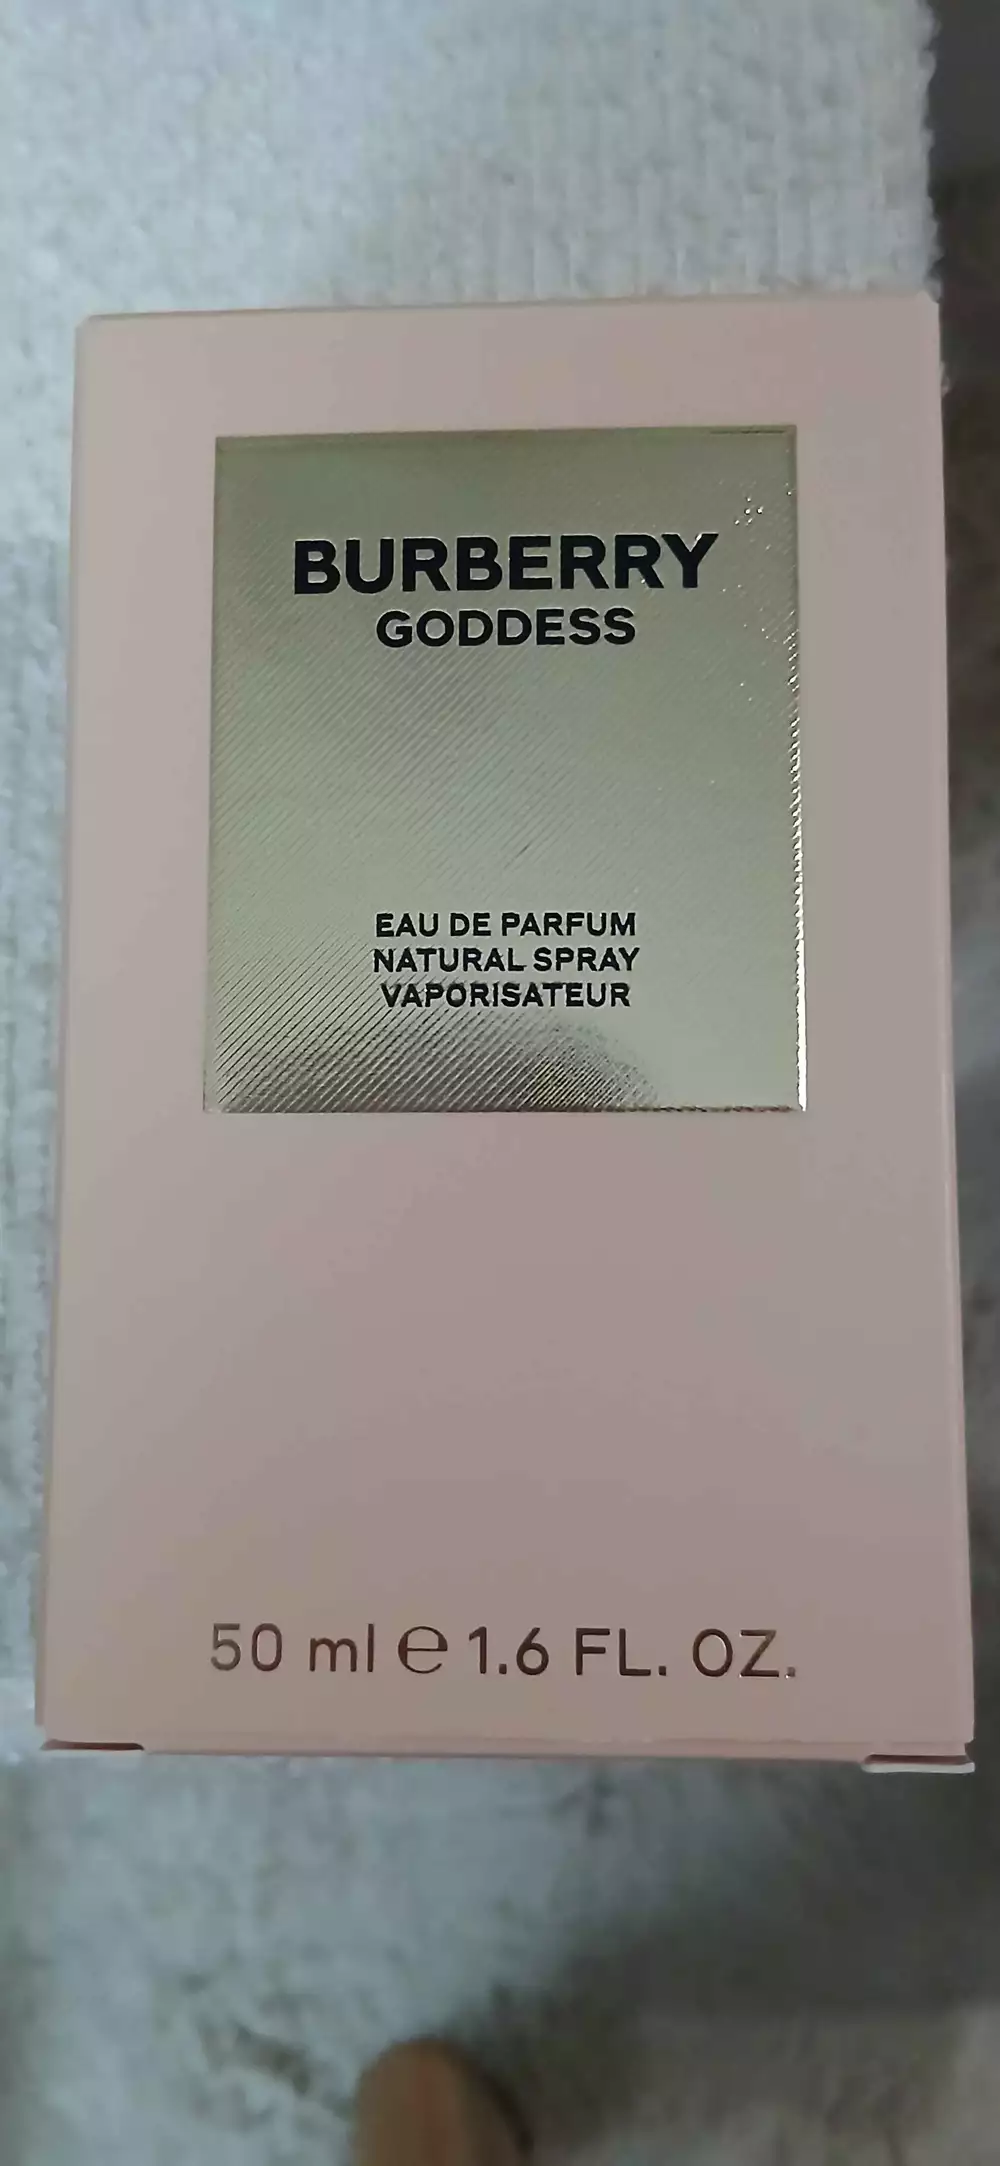 BURBERRY
GODDESS
EAU DE PARFUM
NATURAL SPRAY
VAPORISATEUR
50 ml ℮ 1.6 FL. OZ.